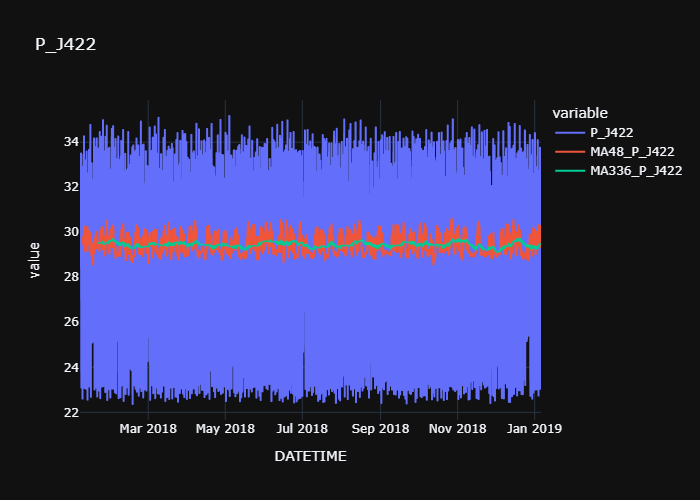 P_J422
variable
P_J422
MA48_P_J422
MA336_P_J422
value
34
32
30
28
26
24
22
Mar 2018 May 2018 Jul 2018 Sep 2018 Nov 2018 Jan 2019
DATETIME